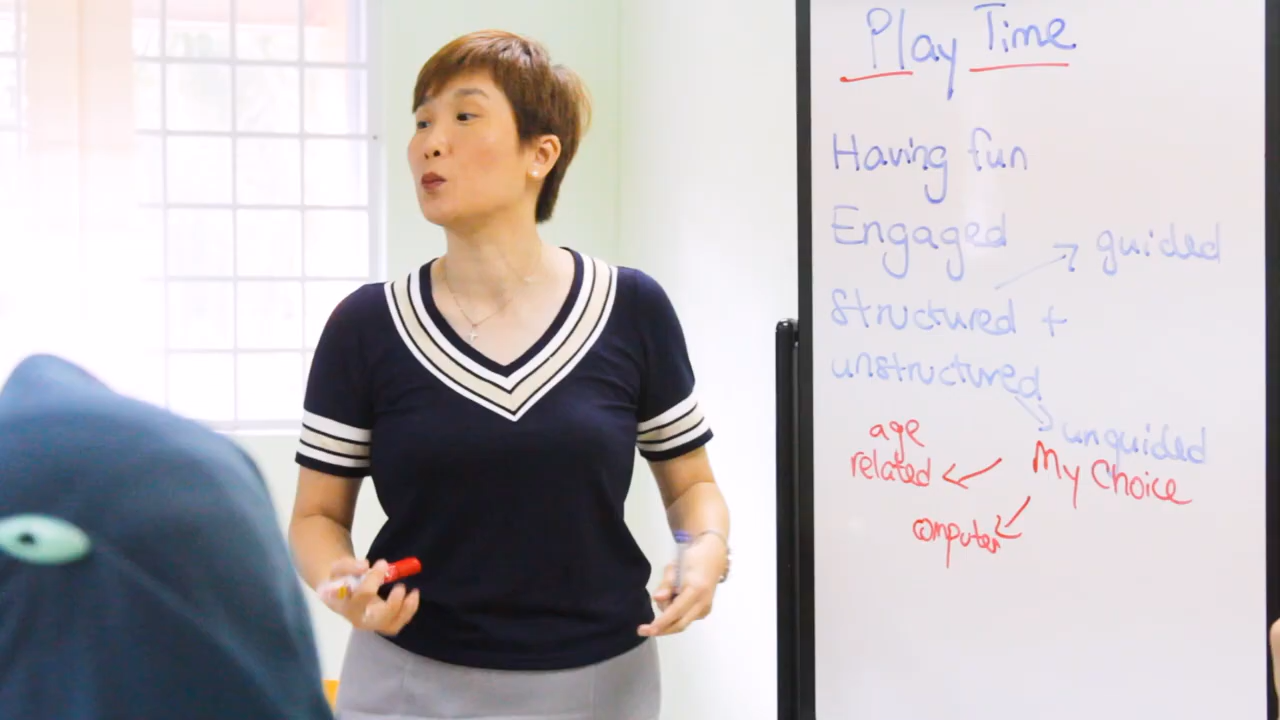 Play Time
Having fun
Engaged
guided
Structured +
unstructured
unguided
age
related
My Choice
computer